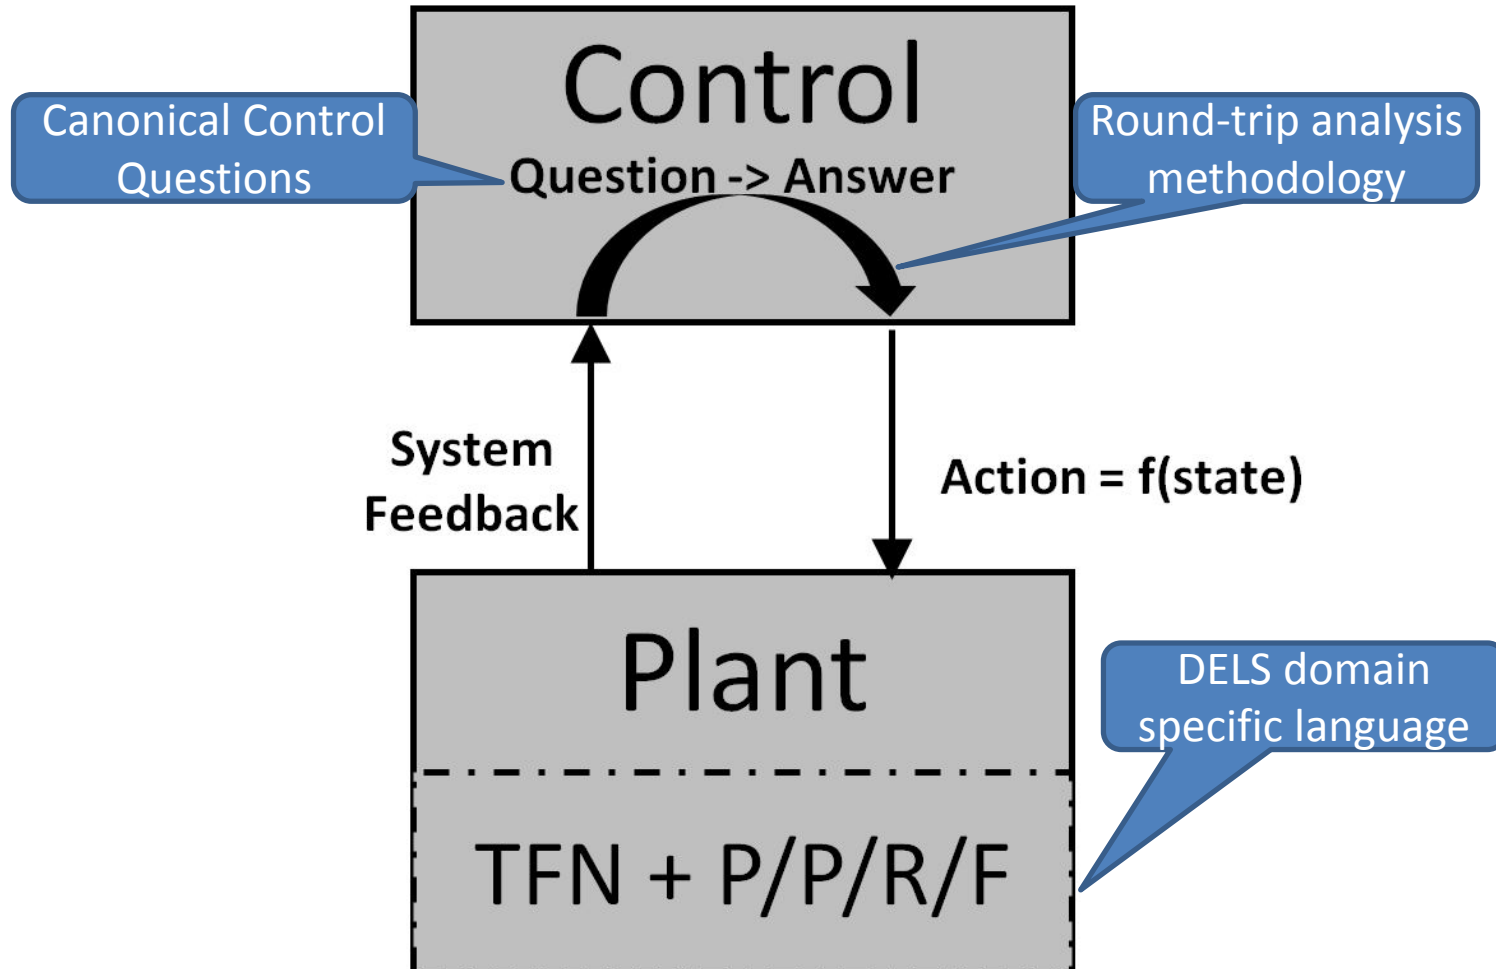 Control
Canonical Control
Questions
Question -> Answer
Round-trip analysis
methodology
System
Feedback
Action = f(state)
Plant
DELS domain
specific language
TFN + P/P/R/F